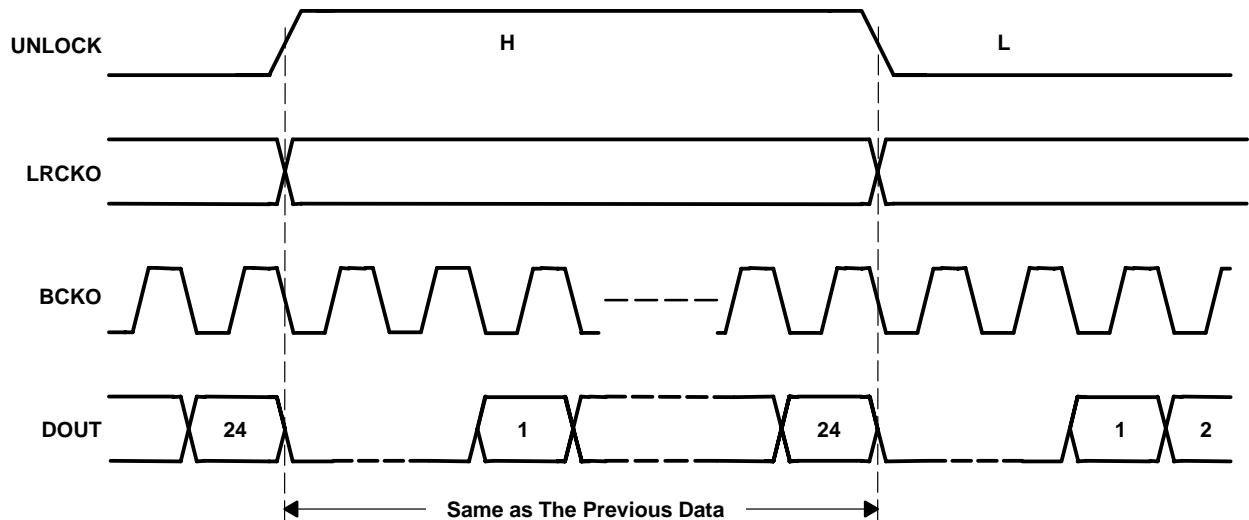 UNLOCK H L
LRCKO
BCKO
DOUT 24 1 24 1 2
Same as The Previous Data